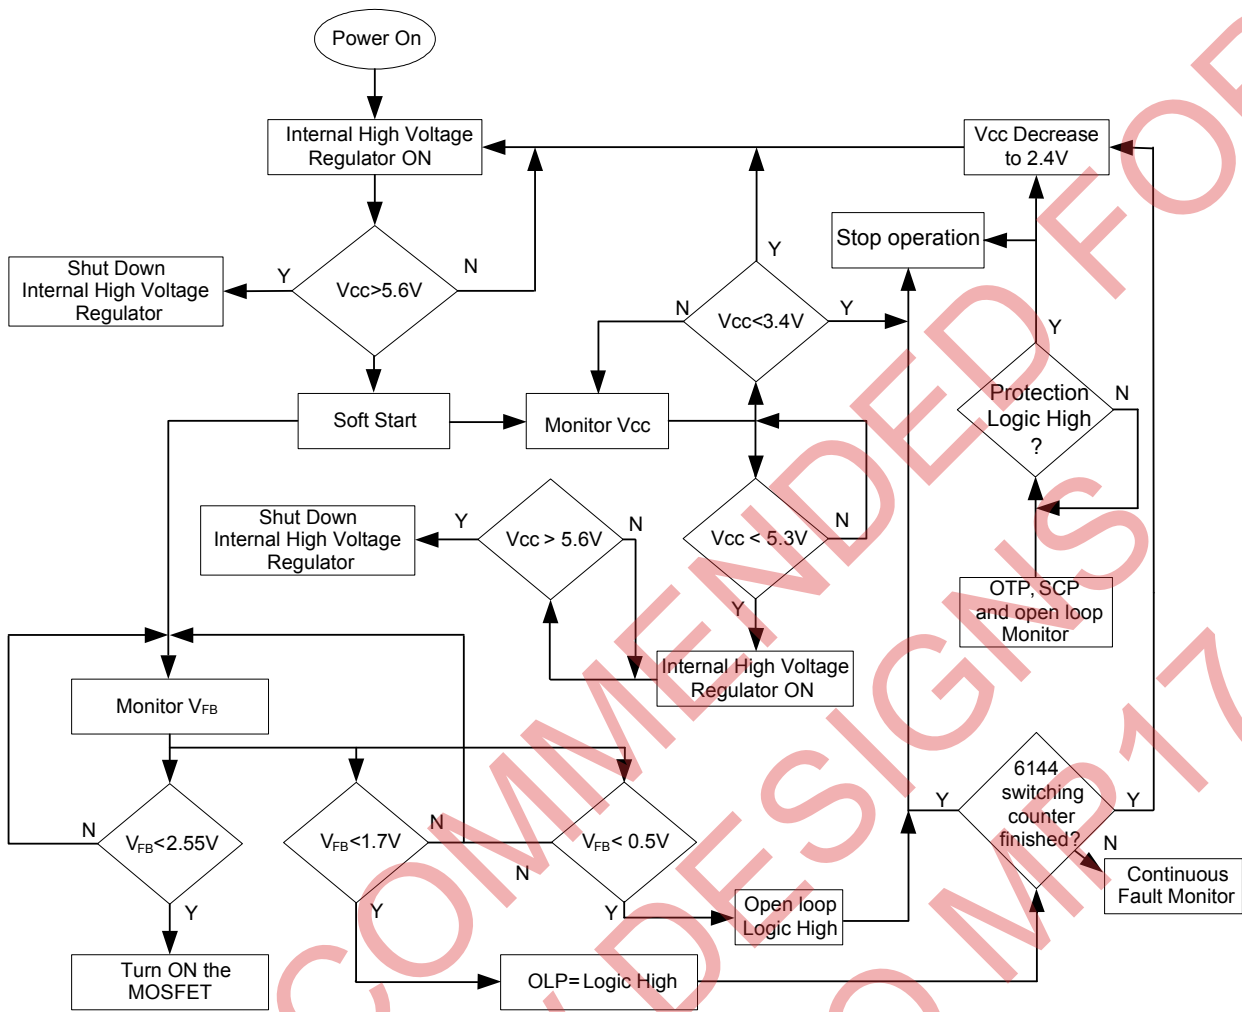 Power On
Internal High Voltage
Regulator ON
Vcc Decrease
to 2.4V
Stop operation
Y
Shut Down
Internal High Voltage
Regulator
Y
Vcc>5.6V
N
N
Vcc<3.4V
Y
Y
Protection
Logic High
?
N
Soft Start
Monitor Vcc
Shut Down
Internal High Voltage
Regulator
Y
Vcc > 5.6V
N
Vcc < 5.3V
N
Y
OTP, SCP
and open loop
Monitor
Internal High Voltage
Regulator ON
Monitor VFB
6144
switching
counter
finished?
Y
Y
N
N
VFB<2.55V
Y
VFB<1.7V
N
Y
N
VFB< 0.5V
Y
Continuous
Fault Monitor
Open loop
Logic High
Turn ON the
MOSFET
OLP=Logic High
COMMENDED FOR
DESIGNS
MP17